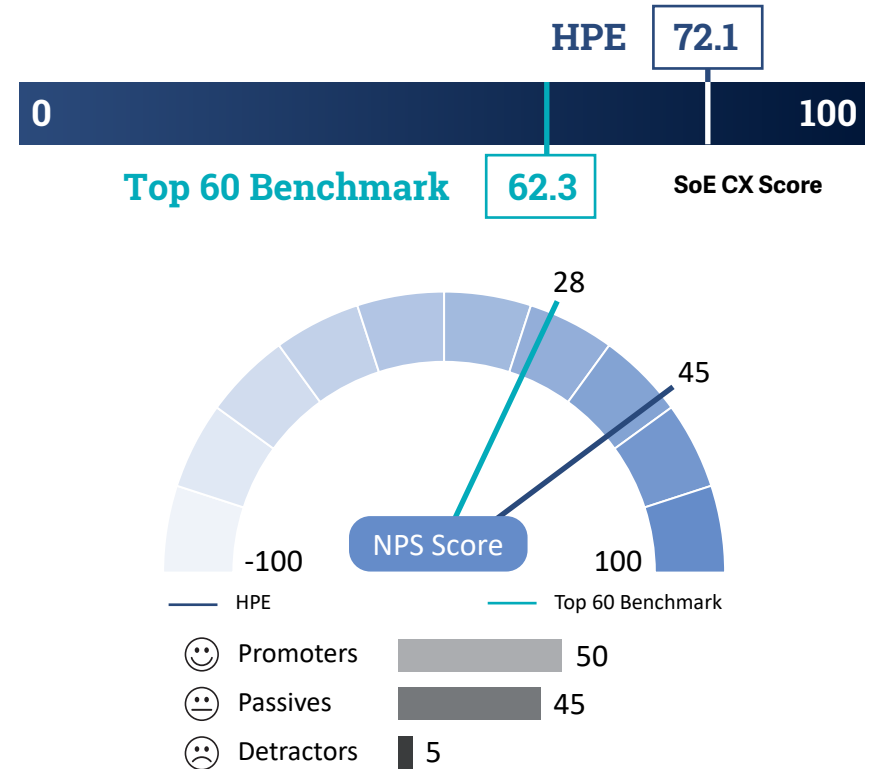 HPE 72.1
0 100
Top 60 Benchmark 62.3 SoE CX Score
28
45
NPS Score
-100 100
HPE Top 60 Benchmark
Promoters 50
Passives 45
Detractors 5